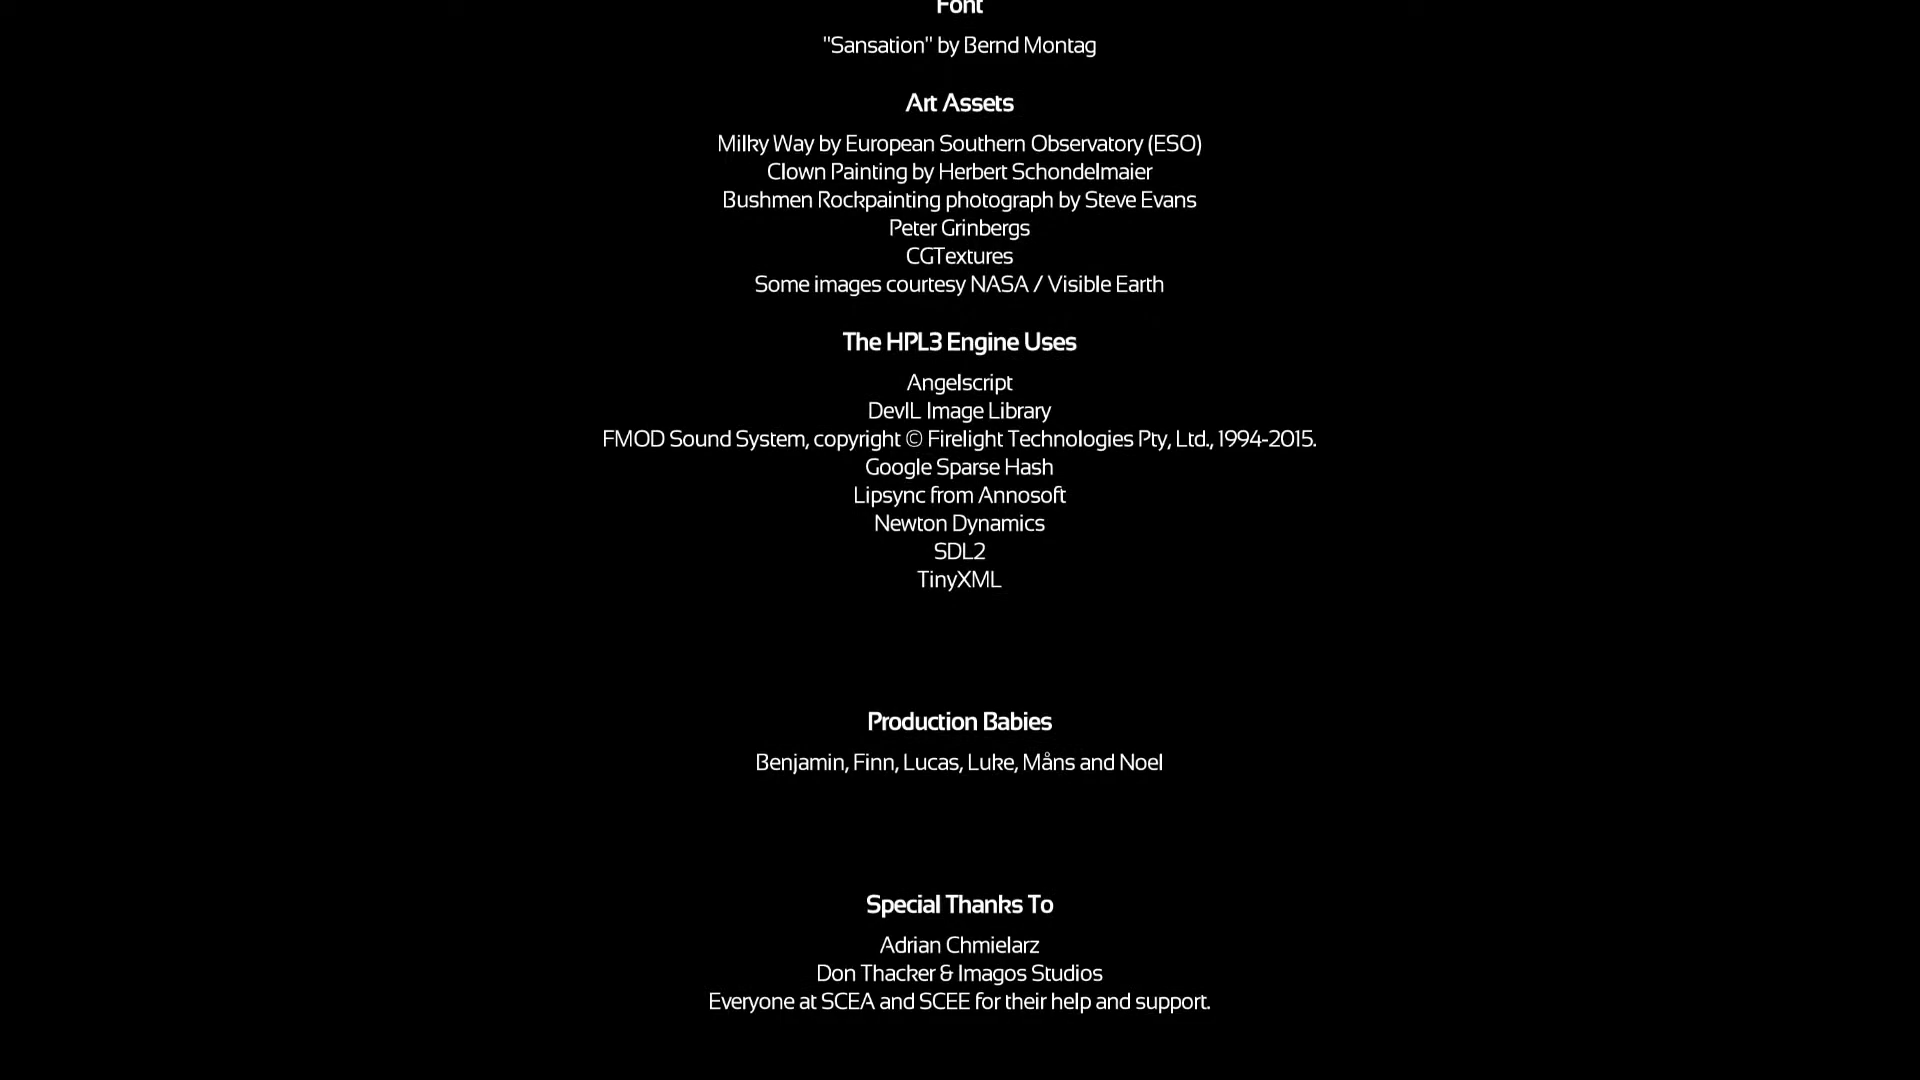 Font
"Sansation" by Bernd Montag
Art Assets
Milky Way by European Southern Observatory (ESO)
Clown Painting by Herbert Schondelmaier
Bushmen Rockpainting photograph by Steve Evans
Peter Grinbergs
CGTextures
Some images courtesy NASA / Visible Earth
The HPL3 Engine Uses
Angelscript
DevIL Image Library
FMOD Sound System, copyright © Firelight Technologies Pty, Ltd., 1994-2015.
Google Sparse Hash
Lipsync from Annosoft
Newton Dynamics
SDL2
TinyXML
Production Babies
Benjamin, Finn, Lucas, Luke, Måns and Noel
Special Thanks To
Adrian Chmielarz
Don Thacker & Imagos Studios
Everyone at SCEA and SCEE for their help and support.